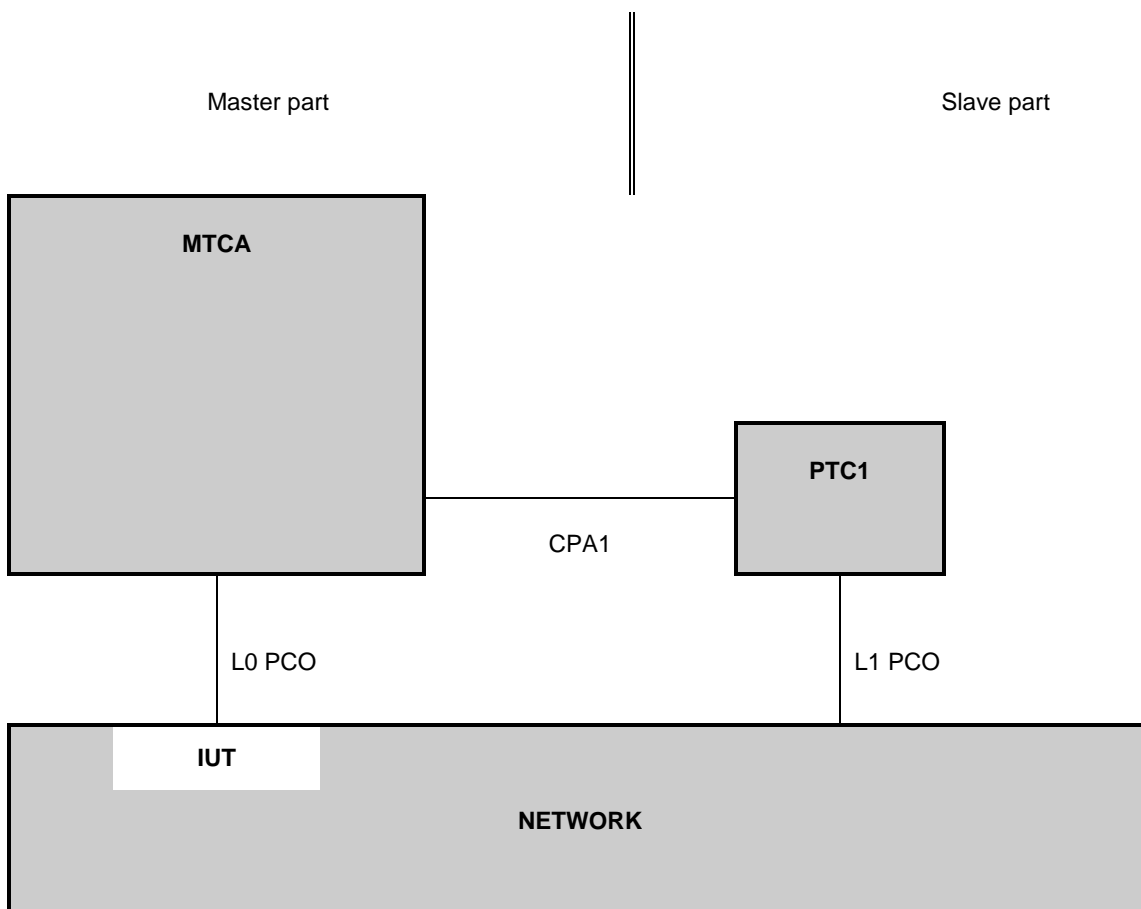 Master part
Slave part
MTCA
PTC1
CPA1
L0 PCO
L1 PCO
IUT
NETWORK